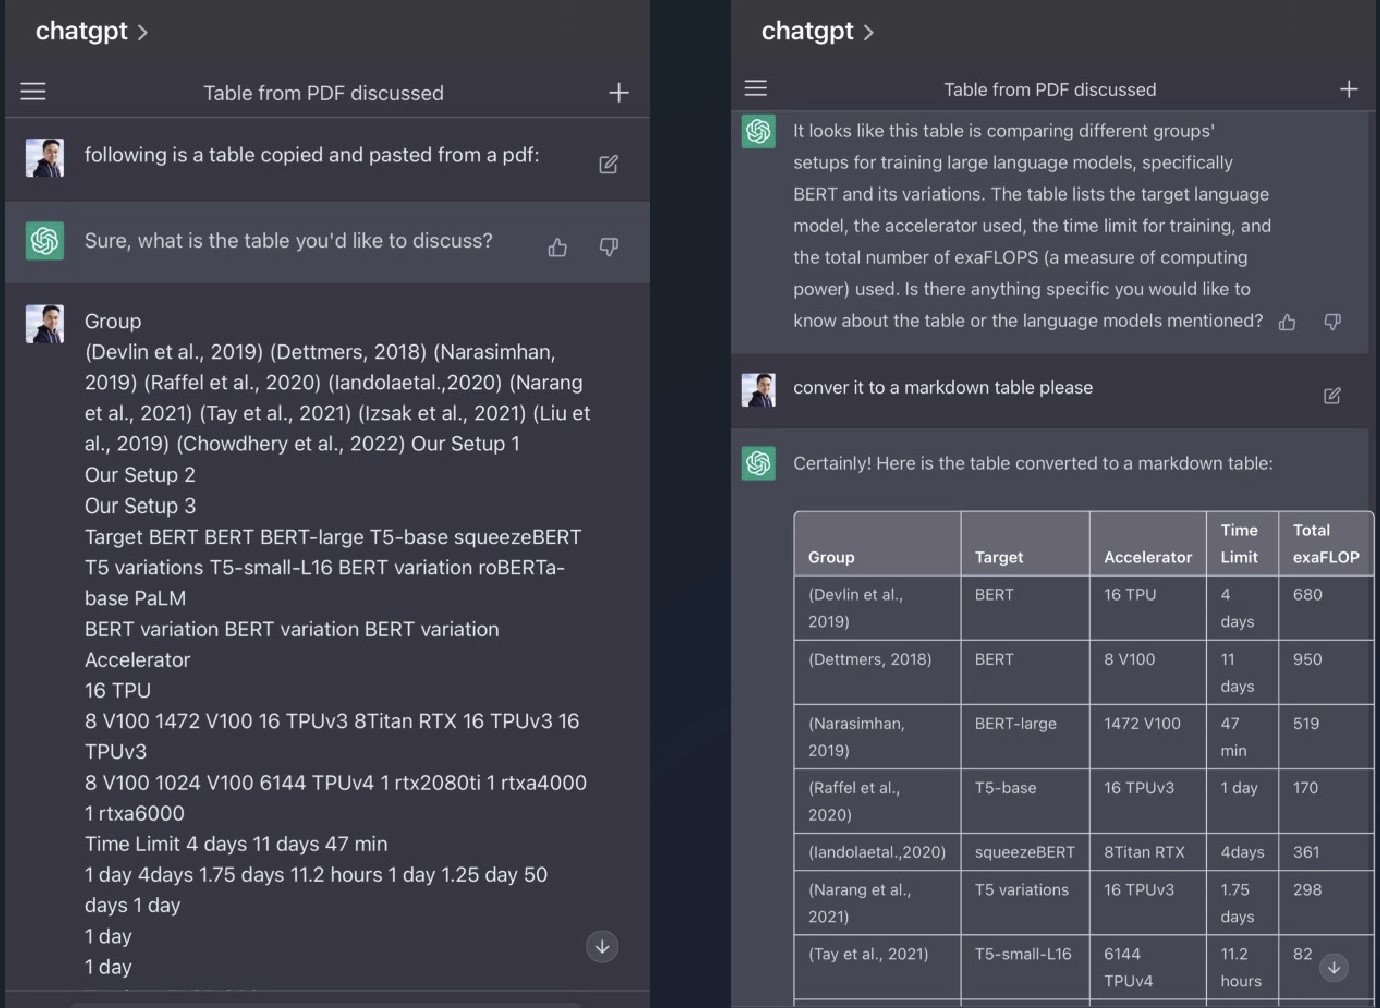 chatgpt >
Table from PDF discussed
following is a table copied and pasted from a pdf:
Sure, what is the table you'd like to discuss?
Group
(Devlin et al., 2019) (Dettmers, 2018) (Narasimhan,
2019) (Raffel et al., 2020) (Iandolaetal.,2020) (Narang
et al., 2021) (Tay et al., 2021) (Izsak et al., 2021) (Liu et
al., 2019) (Chowdhery et al., 2022) Our Setup 1
Our Setup 2
Our Setup 3
Target BERT BERT BERT-large T5-base squeezeBERT
T5 variations T5-small-L16 BERT variation roBERTa-
base PaLM
BERT variation BERT variation BERT variation
Accelerator
16 TPU
8 V100 1472 V100 16 TPUv3 8Titan RTX 16 TPUv3 16
TPUv3
8 V100 1024 V100 6144 TPUv4 1 rtx2080ti 1 rtxa4000
1 rtxa6000
Time Limit 4 days 11 days 47 min
1 day 4days 1.75 days 11.2 hours 1 day 1.25 day 50
days 1 day
1 day
1 day
chatgpt >
Table from PDF discussed
It looks like this table is comparing different groups'
setups for training large language models, specifically
BERT and its variations. The table lists the target language
model, the accelerator used, the time limit for training, and
the total number of exaFLOPS (a measure of computing
power) used. Is there anything specific you would like to
know about the table or the language models mentioned?
conver it to a markdown table please
Certainly! Here is the table converted to a markdown table:
Group Target Accelerator Time Limit Total exaFLOP
(Devlin et al., 2019) BERT 16 TPU 4 days 680
(Dettmers, 2018) BERT 8 V100 11 days 950
(Narasimhan, 2019) BERT-large 1472 V100 47 min 519
(Raffel et al., 2020) T5-base 16 TPUv3 1 day 170
(Iandolaetal.,2020) squeezeBERT 8Titan RTX 4days 361
(Narang et al., 2021) T5 variations 16 TPUv3 1.75 days 298
(Tay et al., 2021) T5-small-L16 6144 TPUv4 11.2 hours 82